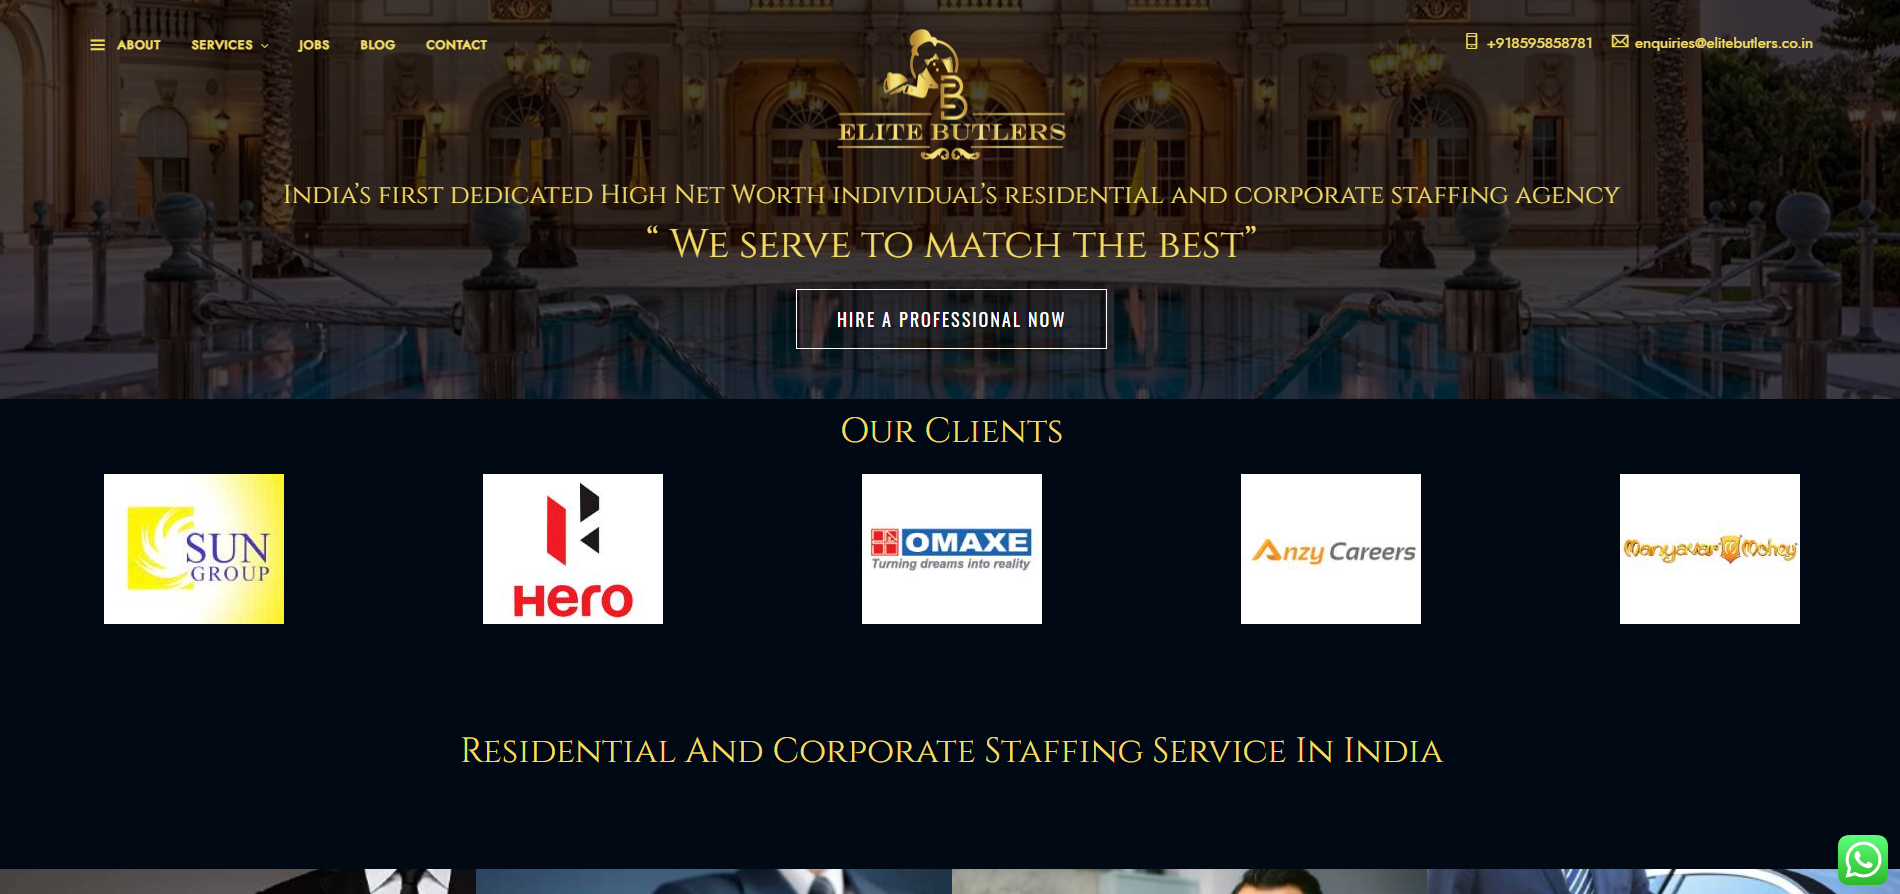 ABOUT SERVICES JOBS BLOG CONTACT
+918595858781 enquiries@elitebutlers.co.in
B
ELITE BUTLERS
India's first dedicated High Net Worth individual's residential and corporate staffing agency
“ We serve to match the best”
HIRE A PROFESSIONAL NOW
Our Clients
SUN
GROUP
Hero
OMAXE
Turning dreams into reality
Anzy Careers
Manyavar Mohey
Residential And Corporate Staffing Service In India